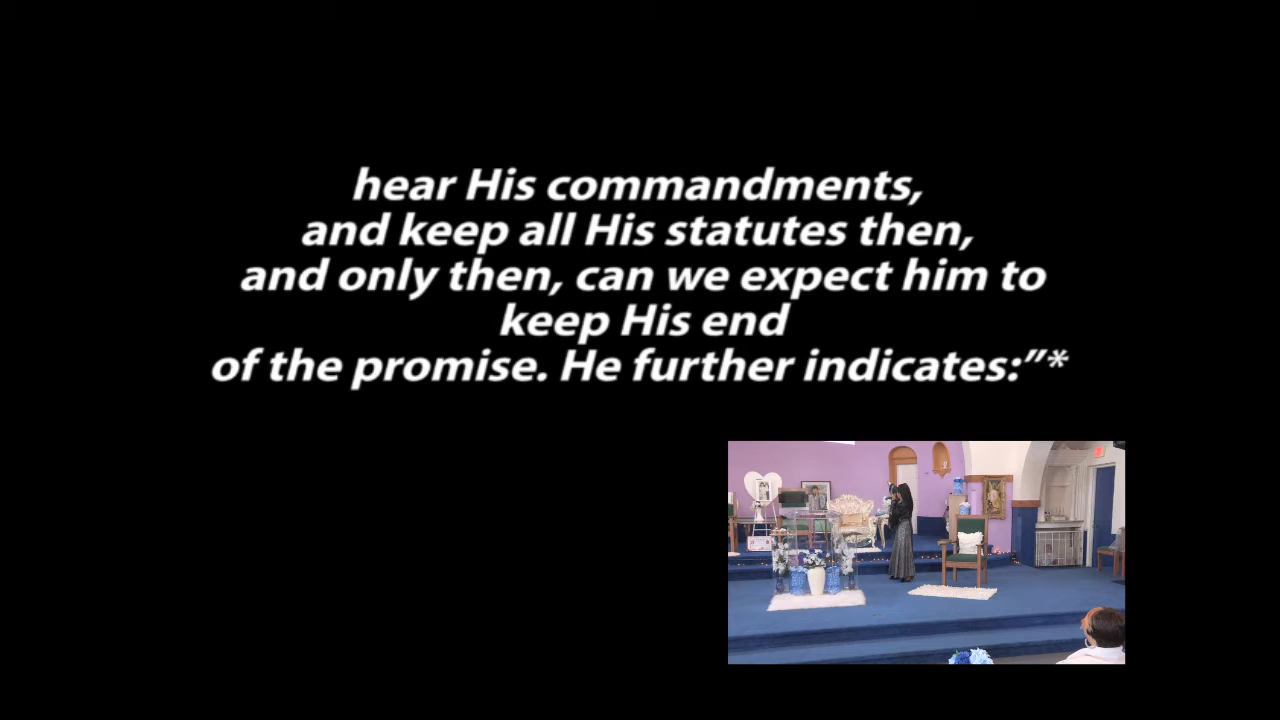 hear His commandments,
and keep all His statutes then,
and only then, can we expect him to
keep His end
of the promise. He further indicates:”*